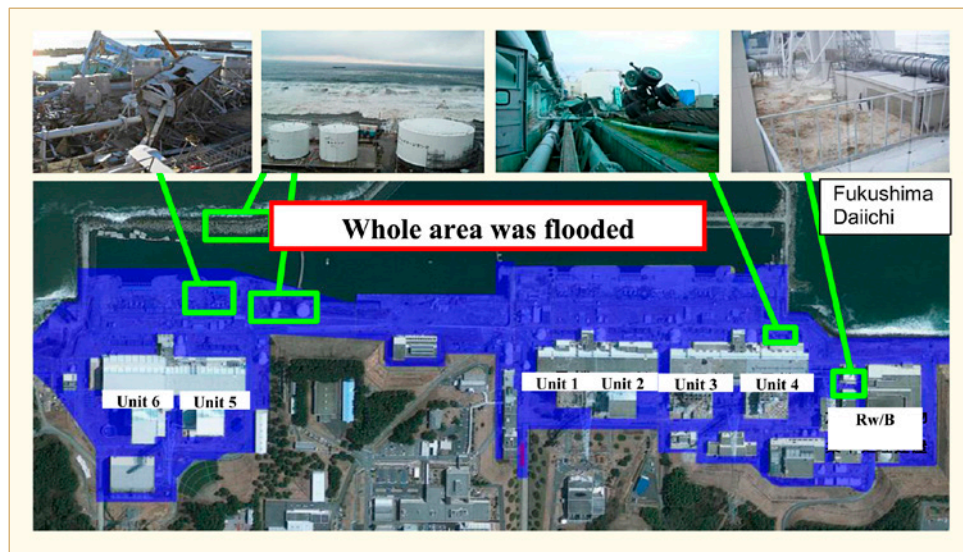 Fukushima
Daiichi
Whole area was flooded
Unit 1
Unit 2
Unit 3
Unit 4
Unit 6
Unit 5
Rw/B